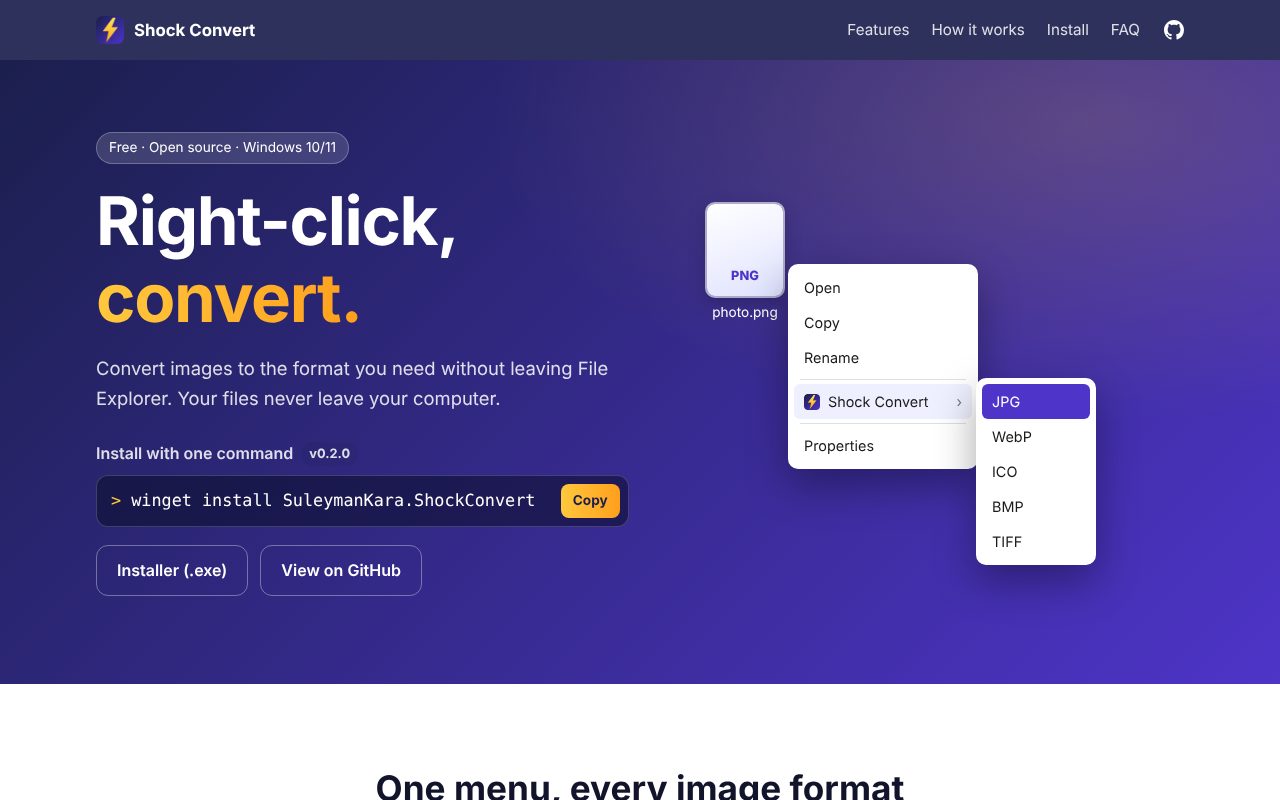 Shock Convert
Features
How it works
Install
FAQ
Free · Open source · Windows 10/11
Right-click,
convert.
Convert images to the format you need without leaving File
Explorer. Your files never leave your computer.
Install with one command v0.2.0
> winget install SuleymanKara.ShockConvert
Copy
Installer (.exe)
View on GitHub
PNG
photo.png
Open
Copy
Rename
Shock Convert ›
Properties
JPG
WebP
ICO
BMP
TIFF
One menu, every image format